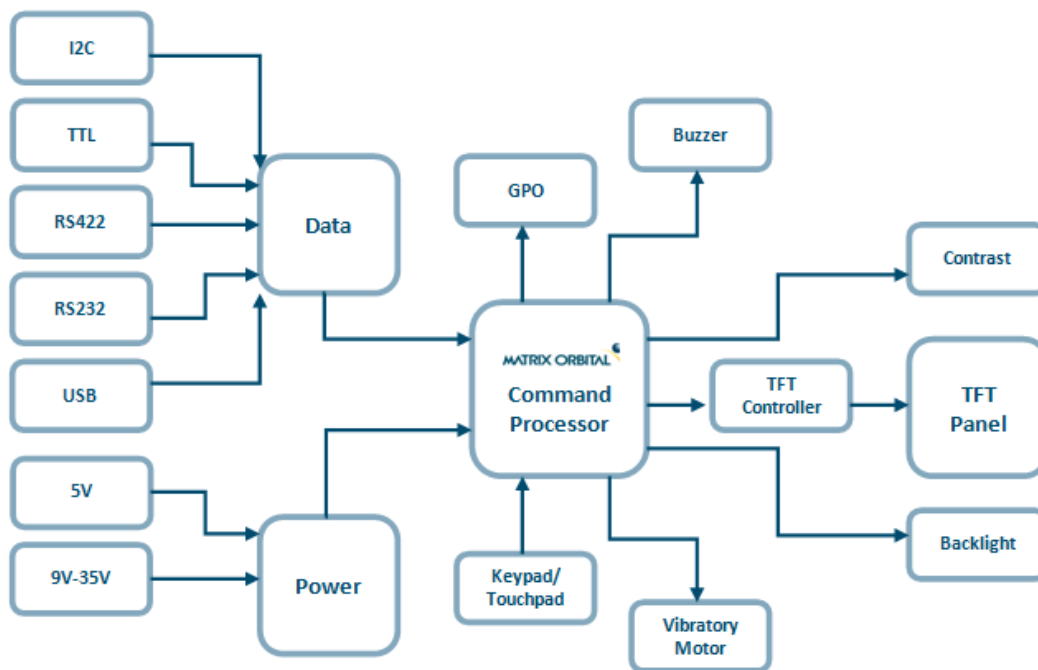 I2C
TTL
RS422
RS232
USB
5V
9V-35V
Data
Power
GPO
Buzzer
MATRIX ORBITAL
Command
Processor
Keypad/
Touchpad
Vibratory
Motor
Contrast
TFT
Controller
TFT
Panel
Backlight